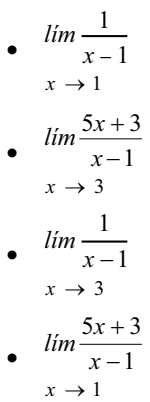 • lím 1/(x − 1)
x → 1
• lím (5x + 3)/(x − 1)
x → 3
• lím 1/(x − 1)
x → 3
• lím (5x + 3)/(x − 1)
x → 1